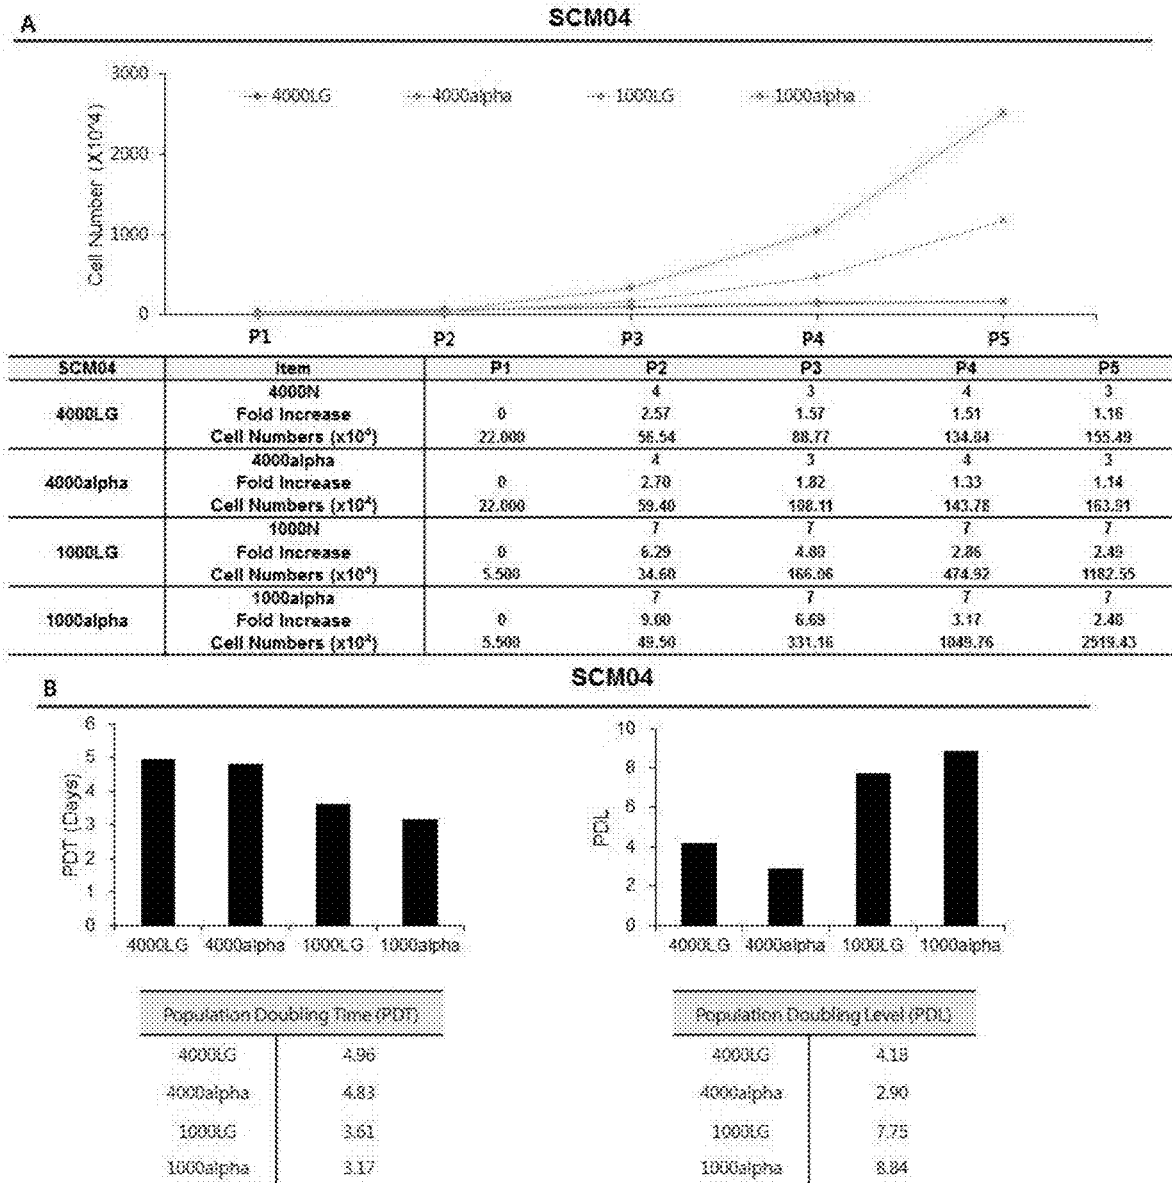 A
SCM04
3000
2000
1000
0
Cell Number (X10^4)
4000LG 4000alpha 1000LG 1000alpha
P1 P2 P3 P4 P5
SCM04 Item P1 P2 P3 P4 P5
4000LG
4000N 4 3 4 3
Fold Increase 0 2.57 1.57 1.51 1.16
Cell Numbers (x10⁴) 22.000 56.54 88.77 134.04 155.49
4000alpha
4000alpha 4 3 4 3
Fold Increase 0 2.70 1.82 1.33 1.14
Cell Numbers (x10⁴) 22.000 59.40 108.11 143.78 163.91
1000LG
1000N 7 7 7 7
Fold Increase 0 6.29 4.80 2.86 2.49
Cell Numbers (x10⁴) 5.500 34.60 166.06 474.92 1182.55
1000alpha
1000alpha 7 7 7 7
Fold Increase 0 9.00 6.69 3.17 2.40
Cell Numbers (x10⁴) 5.500 49.50 331.16 1049.76 2519.43
B
SCM04
6
5
4
3
2
1
0
PDT (Days)
4000LG 4000alpha 1000LG 1000alpha
10
8
6
4
2
0
PDL
4000LG 4000alpha 1000LG 1000alpha
Population Doubling Time (PDT)
4000LG 4.96
4000alpha 4.83
1000LG 3.61
1000alpha 3.17
Population Doubling Level (PDL)
4000LG 4.19
4000alpha 2.90
1000LG 7.75
1000alpha 8.84